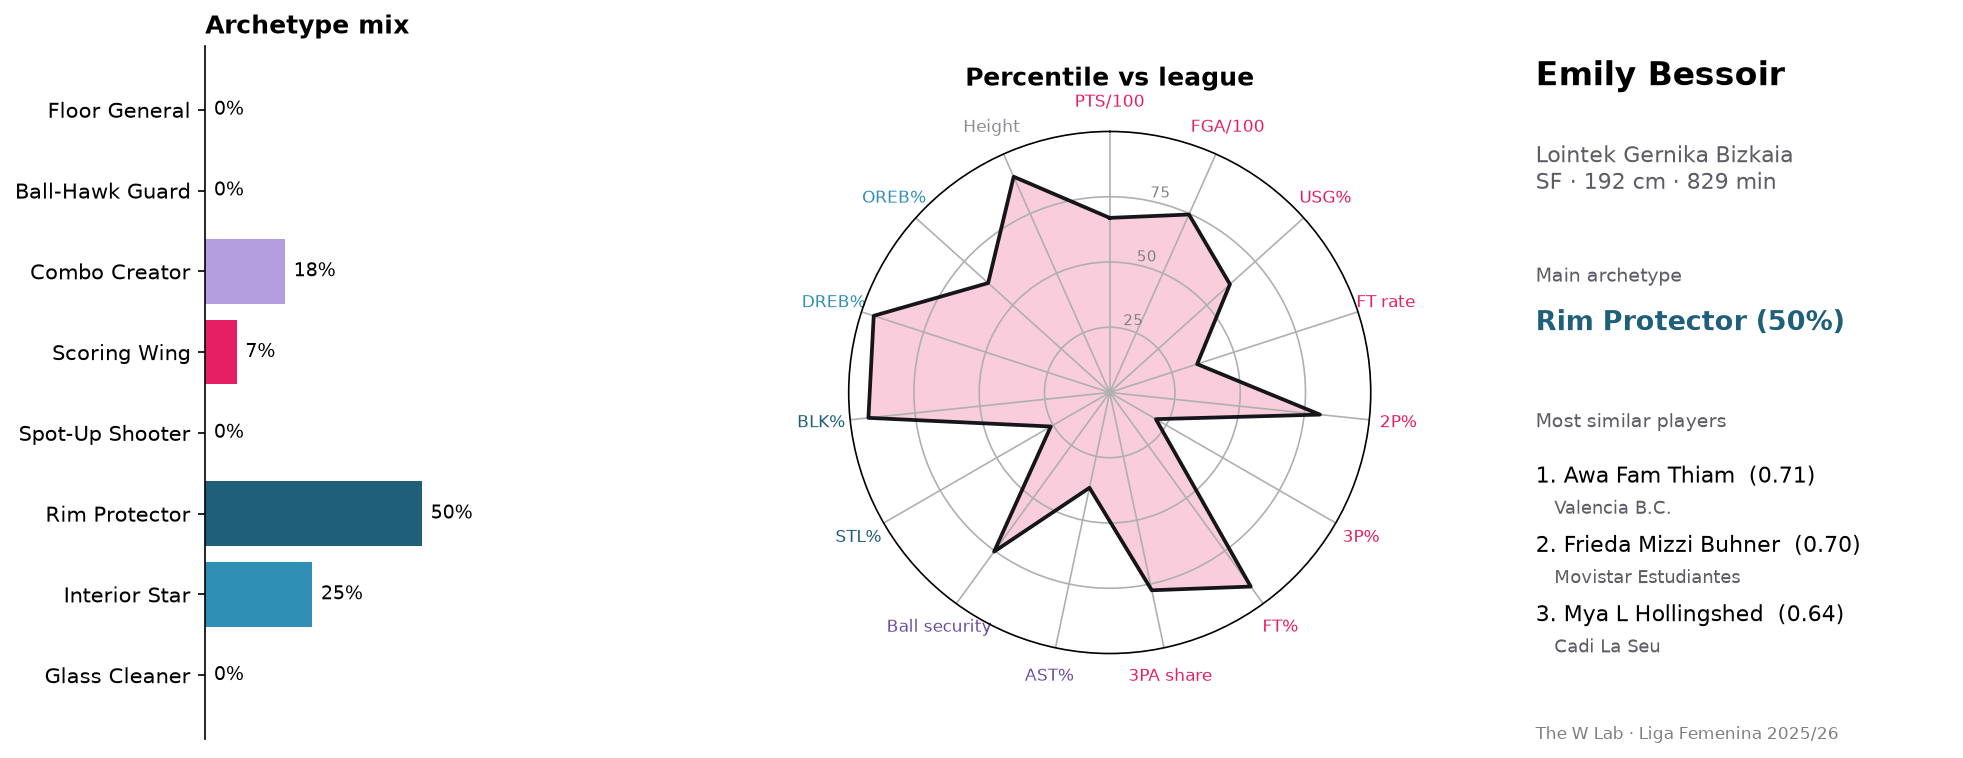 Archetype mix
Floor General
0%
Ball-Hawk Guard
0%
Combo Creator
18%
Scoring Wing
7%
Spot-Up Shooter
0%
Rim Protector
50%
Interior Star
25%
Glass Cleaner
0%
Percentile vs league
PTS/100
FGA/100
USG%
FT rate
2P%
3P%
FT%
3PA share
AST%
Ball security
STL%
BLK%
DREB%
OREB%
Height
75
50
25
Emily Bessoir
Lointek Gernika Bizkaia
SF · 192 cm · 829 min
Main archetype
Rim Protector (50%)
Most similar players
1. Awa Fam Thiam (0.71)
Valencia B.C.
2. Frieda Mizzi Buhner (0.70)
Movistar Estudiantes
3. Mya L Hollingshed (0.64)
Cadi La Seu
The W Lab · Liga Femenina 2025/26